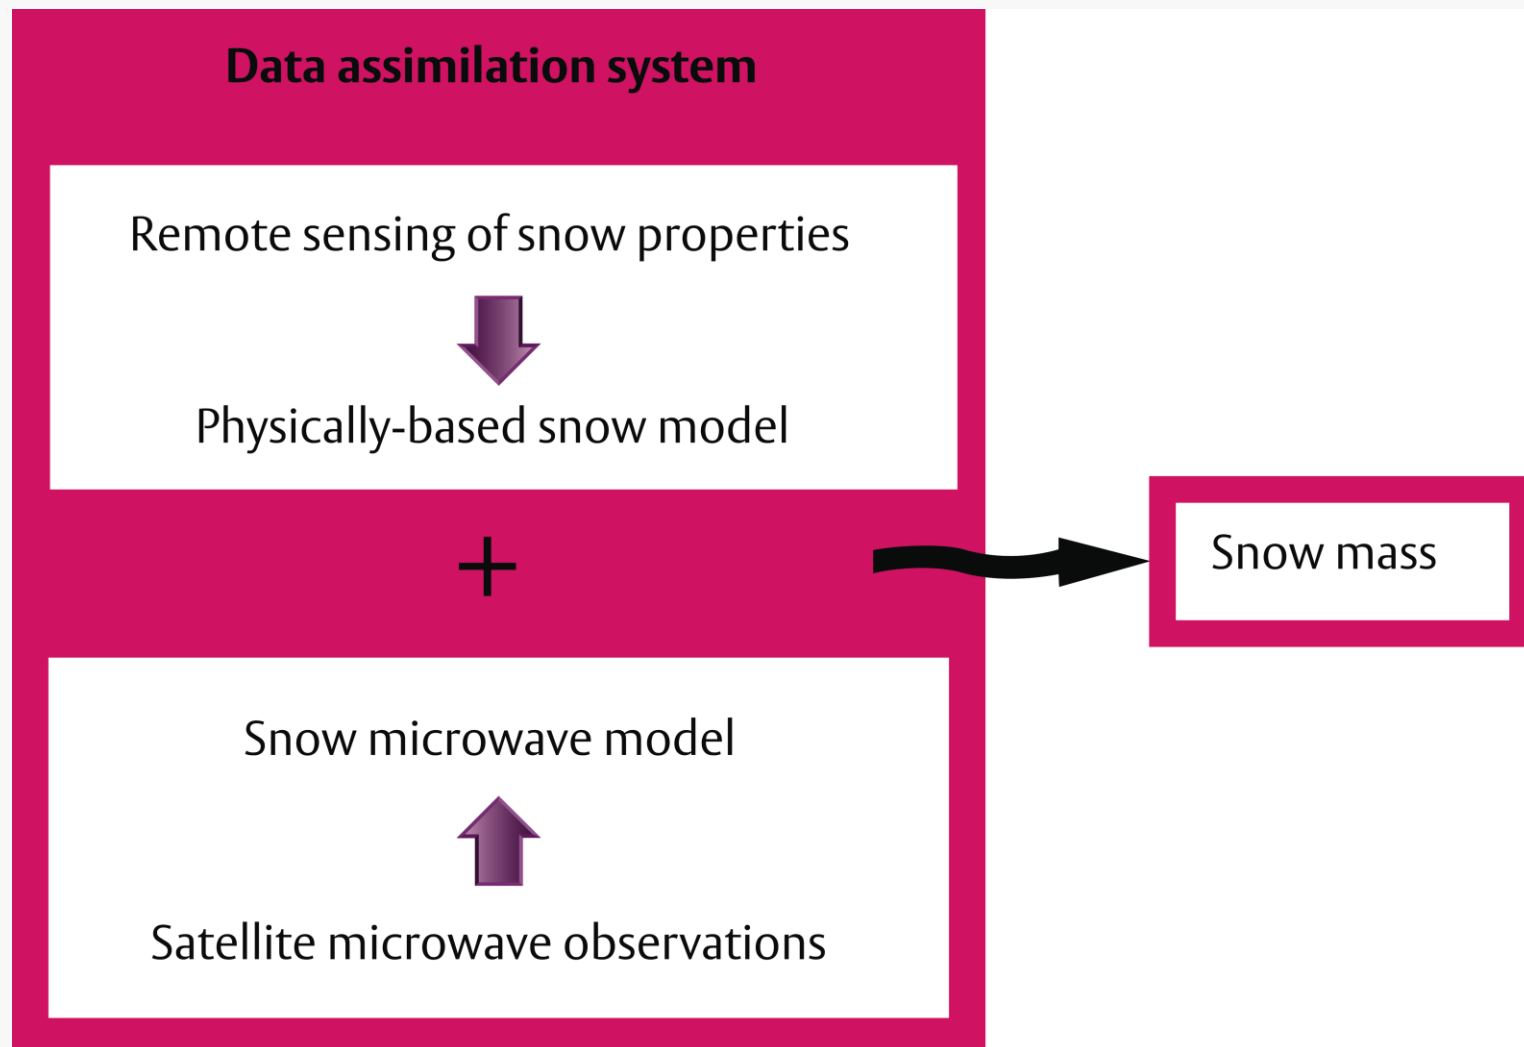 Data assimilation system
Remote sensing of snow properties
Physically-based snow model
+
Snow mass
Snow microwave model
Satellite microwave observations